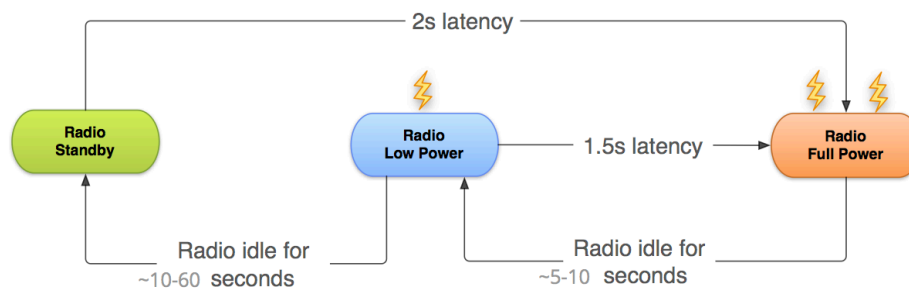 2s latency
Radio
Standby
Radio
Low Power
1.5s latency
Radio
Full Power
Radio idle for
~10-60 seconds
Radio idle for
~5-10 seconds